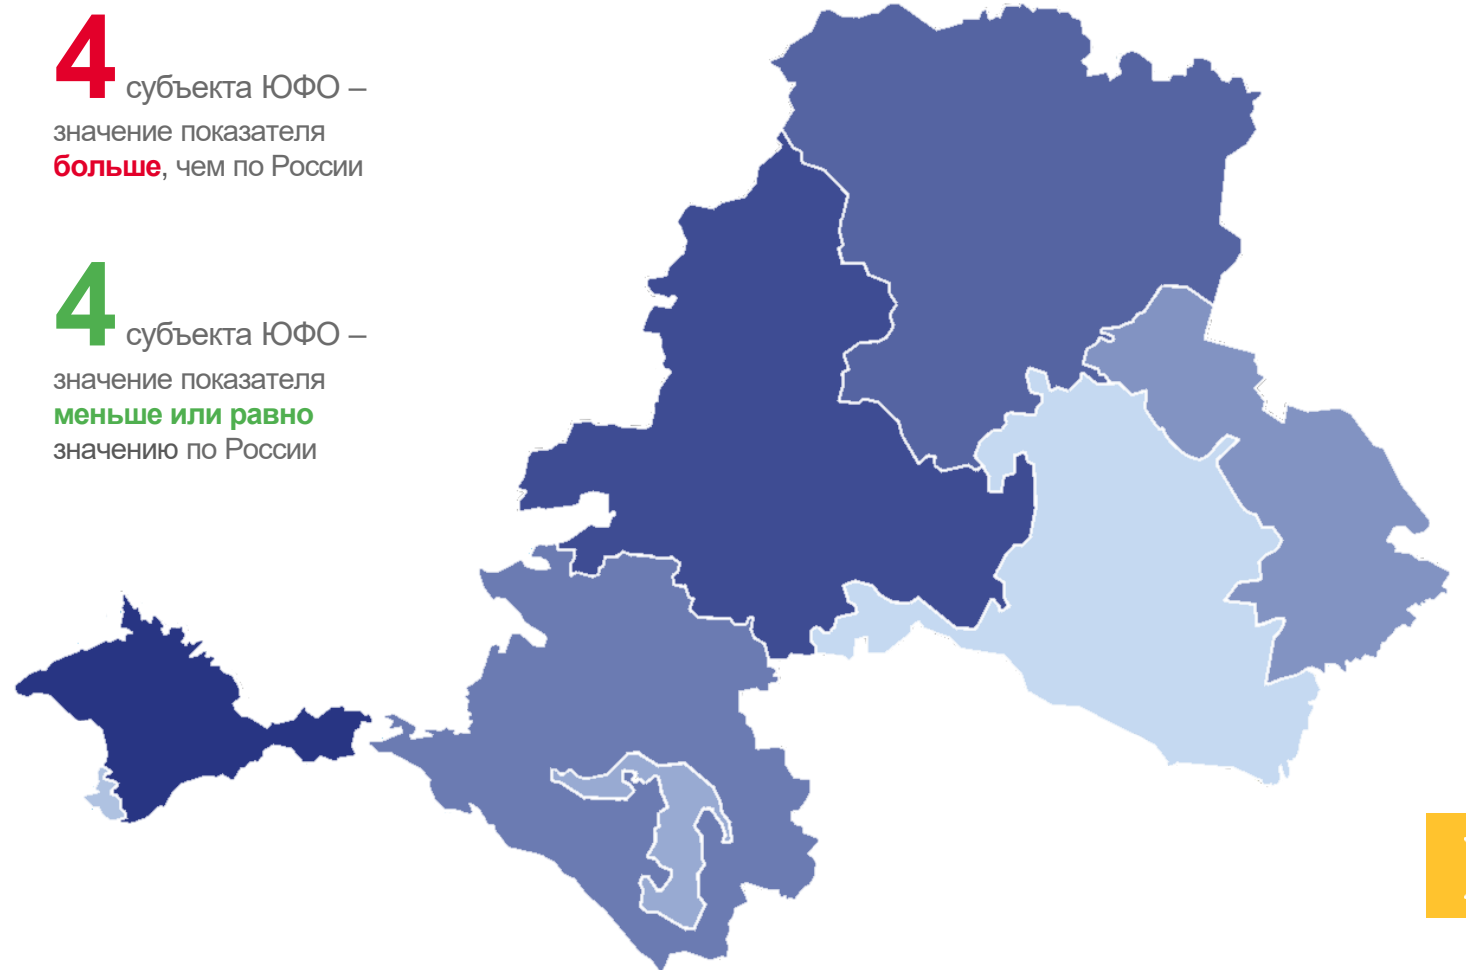 4 субъекта ЮФО –
значение показателя
больше, чем по России
4 субъекта ЮФО –
значение показателя
меньше или равно
значению по России